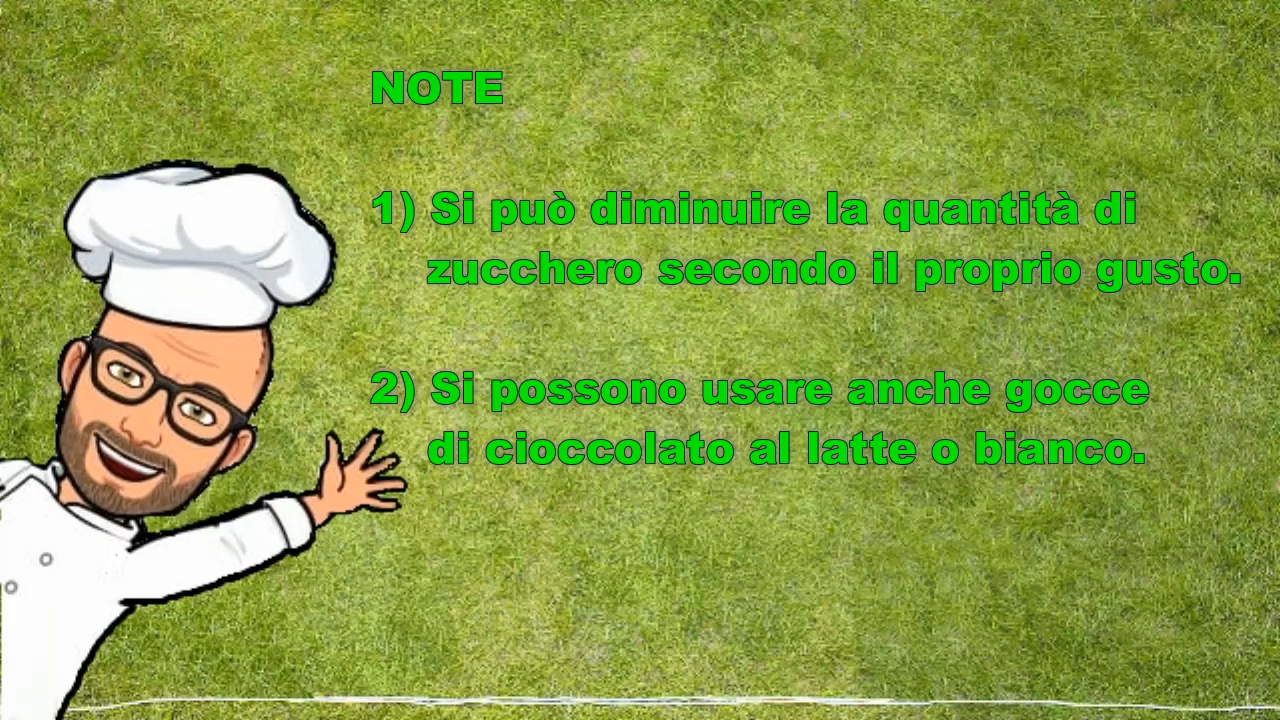 NOTE
1) Si può diminuire la quantità di
zucchero secondo il proprio gusto.
2) Si possono usare anche gocce
di cioccolato al latte o bianco.